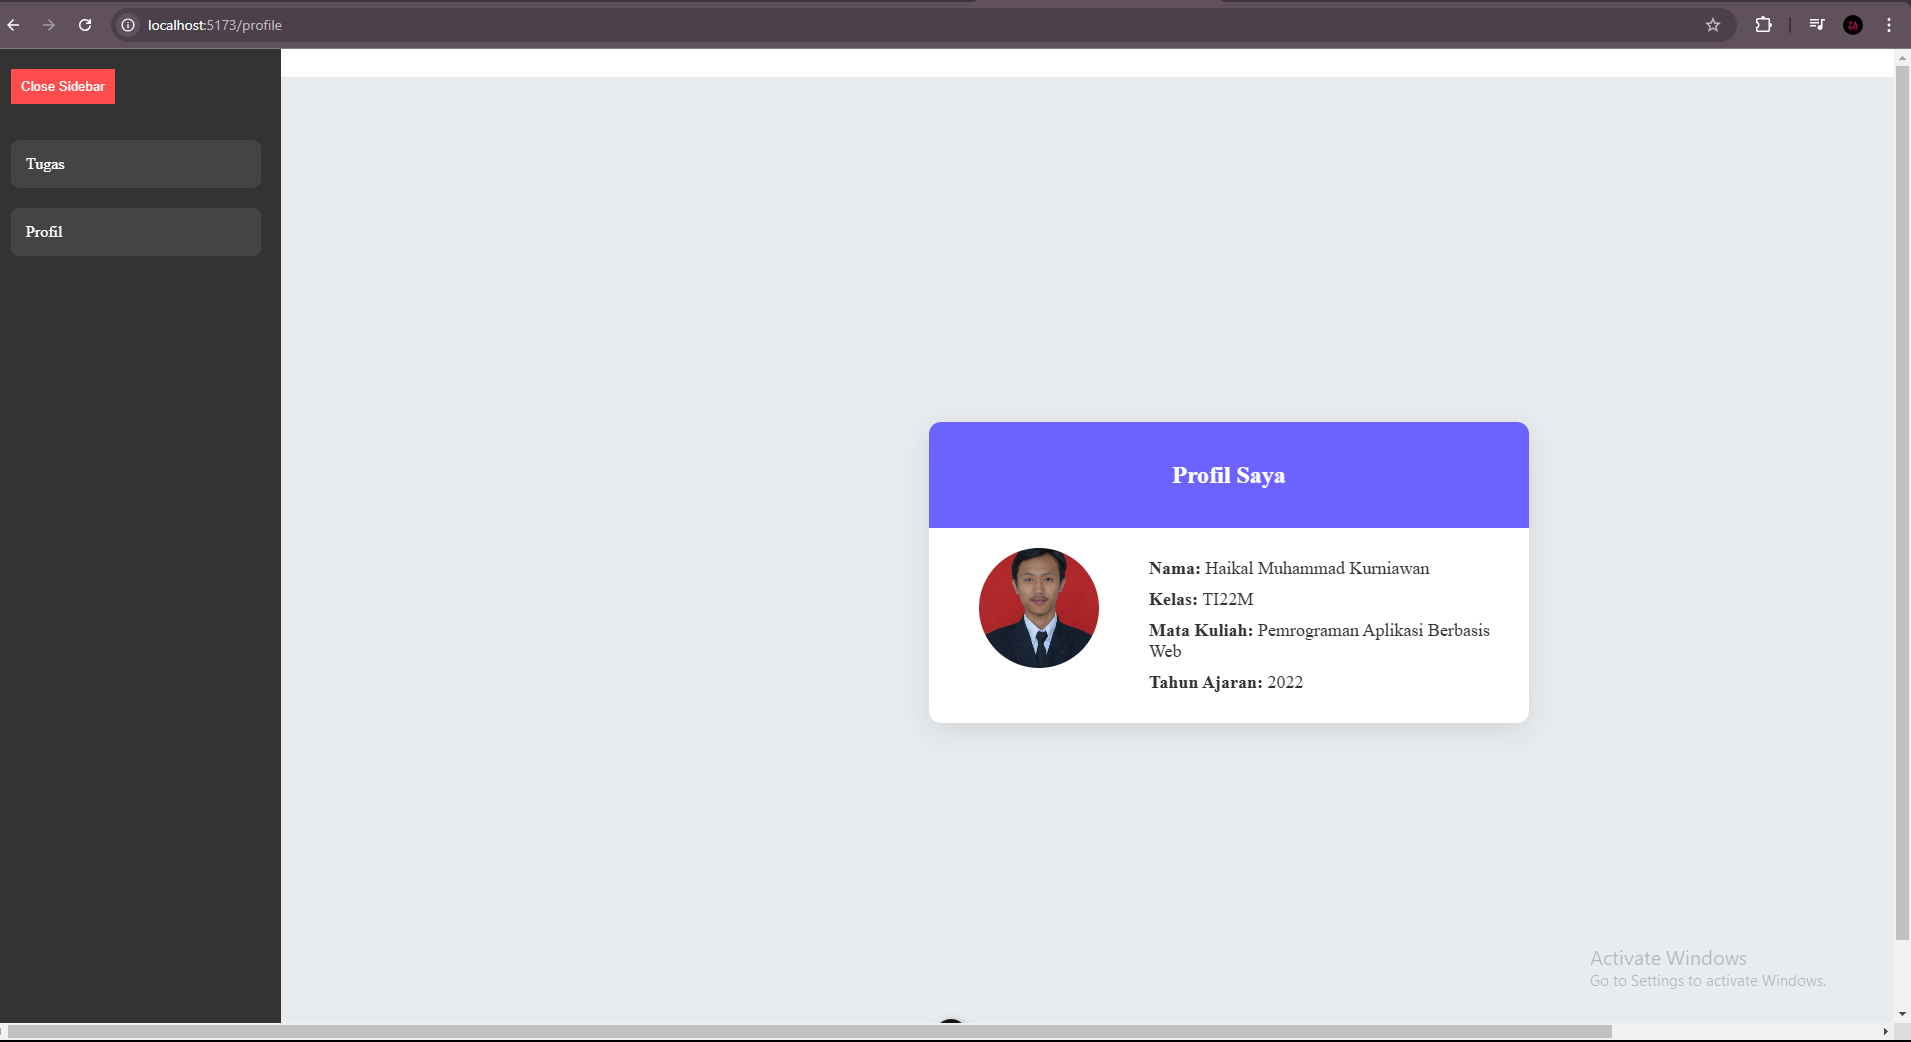 localhost:5173/profile
Close Sidebar
Tugas
Profil
Profil Saya
Nama: Haikal Muhammad Kurniawan
Kelas: TI22M
Mata Kuliah: Pemrograman Aplikasi Berbasis
Web
Tahun Ajaran: 2022
Activate Windows
Go to Settings to activate Windows.